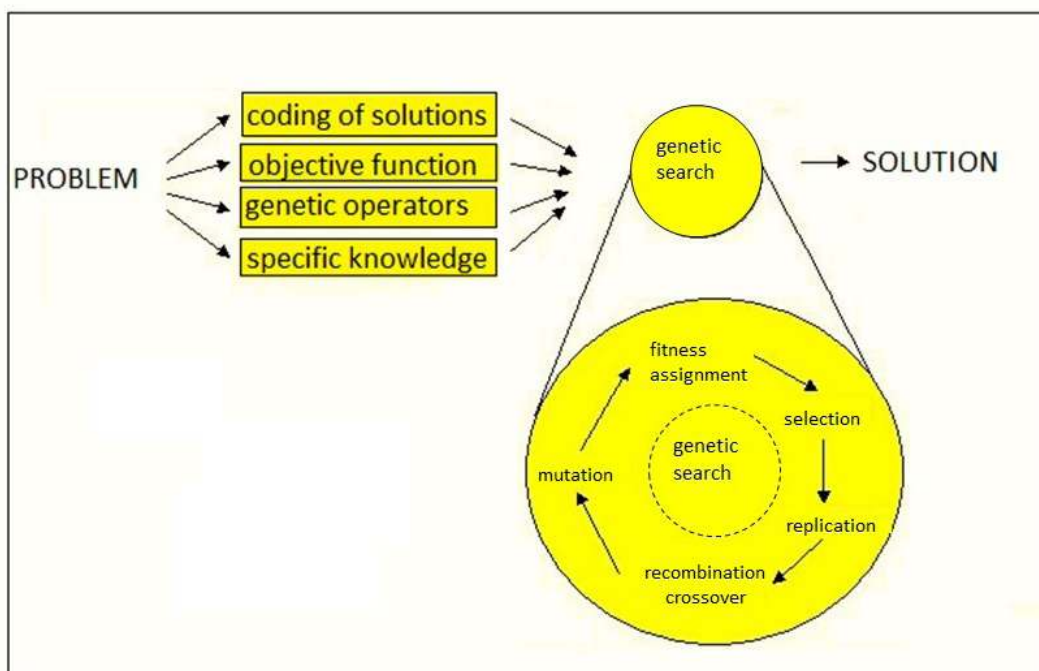 PROBLEM
coding of solutions
objective function
genetic operators
specific knowledge
genetic
search
SOLUTION
fitness
assignment
selection
replication
recombination
crossover
mutation
genetic
search